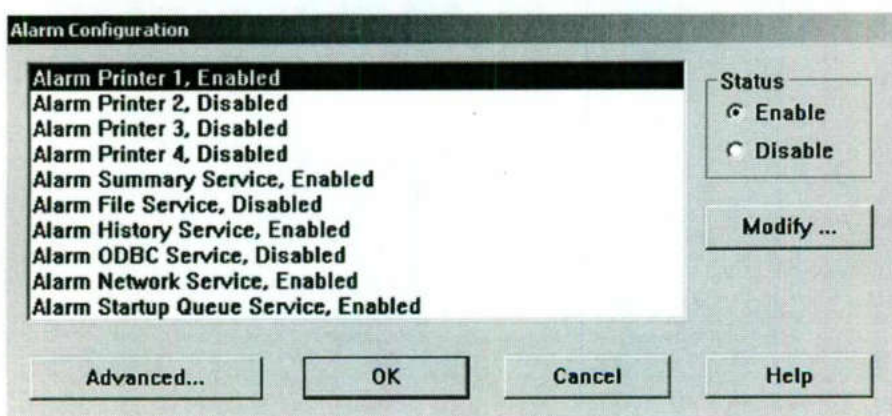 Alarm Configuration
Alarm Printer 1, Enabled
Alarm Printer 2, Disabled
Alarm Printer 3, Disabled
Alarm Printer 4, Disabled
Alarm Summary Service, Enabled
Alarm File Service, Disabled
Alarm History Service, Enabled
Alarm ODBC Service, Disabled
Alarm Network Service, Enabled
Alarm Startup Queue Service, Enabled
Status
Enable
Disable
Modify ...
Advanced...
OK
Cancel
Help